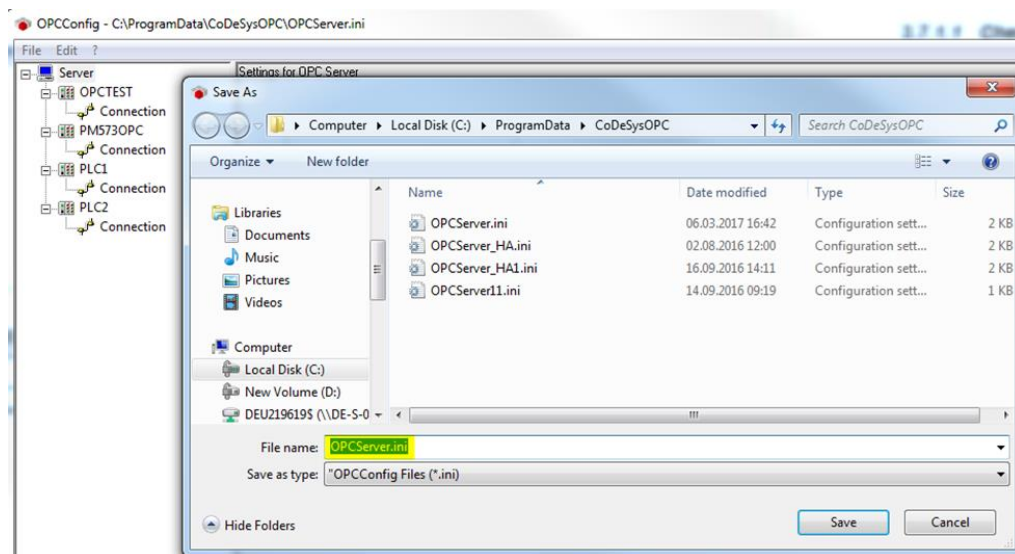 OPCConfig - C:\ProgramData\CoDeSysOPC\OPCServer.ini
File Edit ?
Server
OPCTEST
Connection
PM573OPC
Connection
PLC1
Connection
PLC2
Connection
Settings for OPC Server
Save As
Computer Local Disk (C:) ProgramData CoDeSysOPC
Search CoDeSysOPC
Organize New folder
Libraries
Documents
Music
Pictures
Videos
Computer
Local Disk (C:)
New Volume (D:)
DEU219619$ (\\DE-S-0
Name Date modified Type Size
OPCServer.ini 06.03.2017 16:42 Configuration sett... 2 KB
OPCServer_HA.ini 02.08.2016 12:00 Configuration sett... 2 KB
OPCServer_HA1.ini 16.09.2016 14:11 Configuration sett... 2 KB
OPCServer11.ini 14.09.2016 09:19 Configuration sett... 1 KB
File name: OPCServer.ini
Save as type: "OPCConfig Files (*.ini)
Hide Folders
Save Cancel